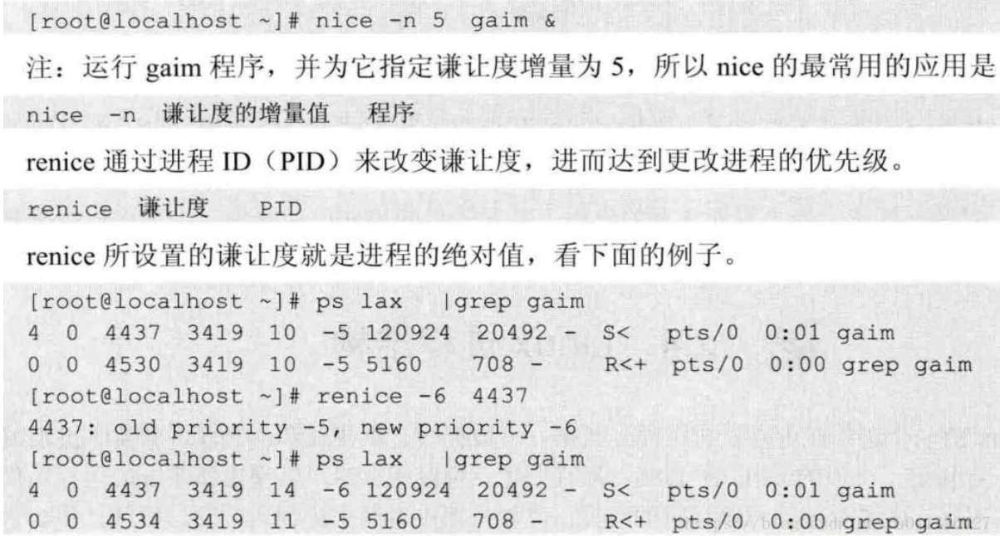 [root@localhost ~]# nice -n 5 gaim &
注：运行 gaim 程序，并为它指定谦让度增量为 5，所以 nice 的最常用的应用是
nice -n 谦让度的增量值 程序
renice 通过进程 ID（PID）来改变谦让度，进而达到更改进程的优先级。
renice 谦让度 PID
renice 所设置的谦让度就是进程的绝对值，看下面的例子。
[root@localhost ~]# ps lax |grep gaim
4 0 4437 3419 10 -5 120924 20492 - S< pts/0 0:01 gaim
0 0 4530 3419 10 -5 5160 708 - R<+ pts/0 0:00 grep gaim
[root@localhost ~]# renice -6 4437
4437: old priority -5, new priority -6
[root@localhost ~]# ps lax |grep gaim
4 0 4437 3419 14 -6 120924 20492 - S< pts/0 0:01 gaim
0 0 4534 3419 11 -5 5160 708 - R<+ pts/0 0:00 grep gaim